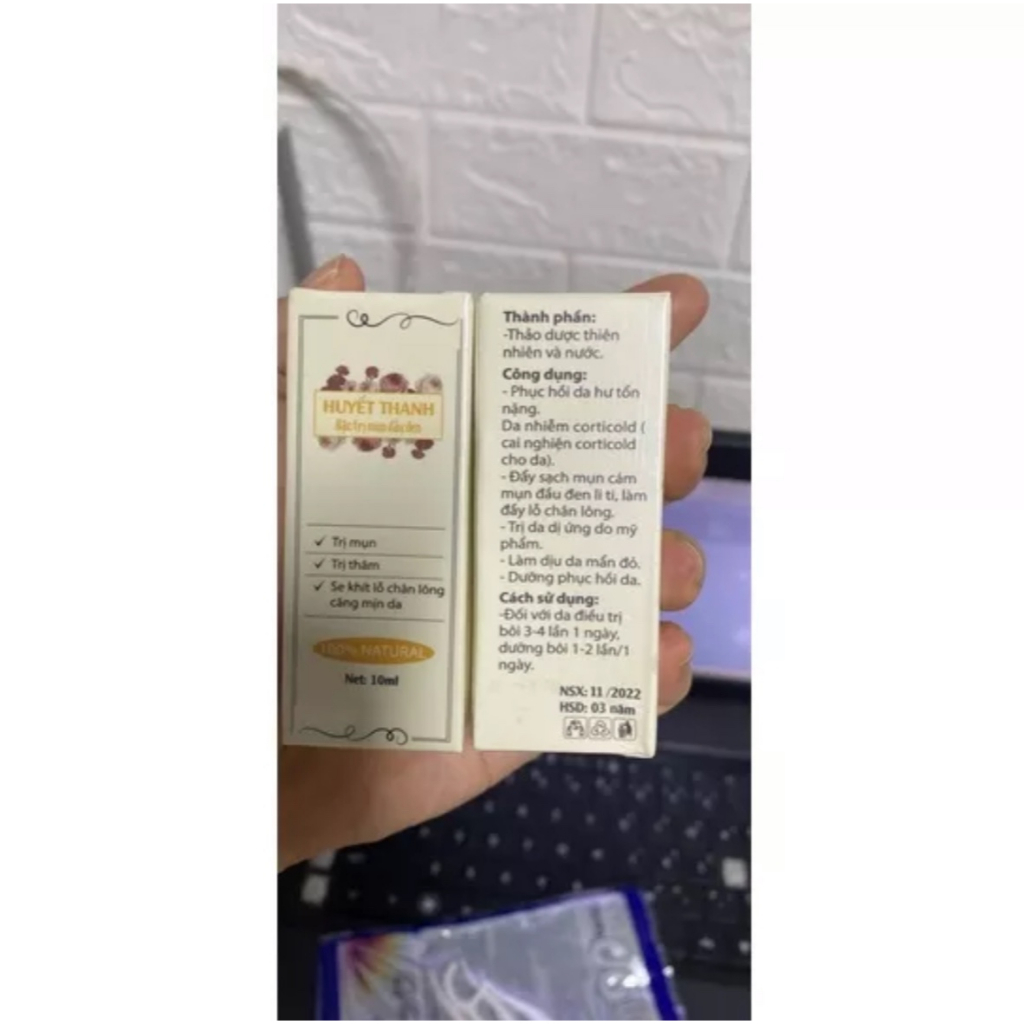 HUYẾT THANH
✓ Trị mụn
✓ Trị thâm
✓ Se khít lỗ chân lông
căng mịn da
100% NATURAL
Net: 10ml
Thành phần:
-Thảo dược thiên
nhiên và nước.
Công dụng:
- Phục hồi da hư tổn
nặng.
Da nhiễm corticold (
cai nghiện corticold
cho da).
- Đẩy sạch mụn cám
mụn đầu đen li ti, làm
đầy lỗ chân lông.
- Trị da dị ứng do mỹ
phẩm.
- Làm dịu da mẩn đỏ.
- Dưỡng phục hồi da.
Cách sử dụng:
-Đối với da điều trị
bôi 3-4 lần 1 ngày,
dưỡng bôi 1-2 lần/1
ngày.
NSX: 11 /2022
HSD: 03 năm